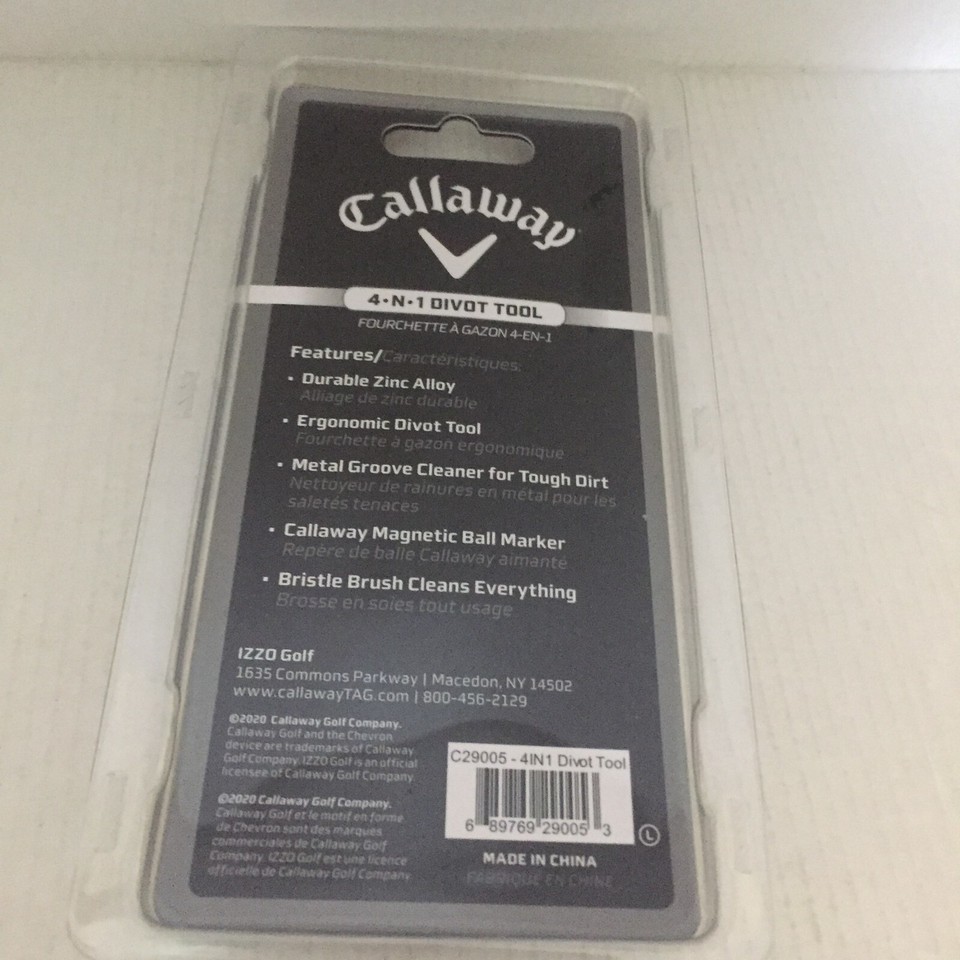 Callaway
4•N•1 DIVOT TOOL
FOURCHETTE À GAZON 4-EN-1
Features/Caractéristiques:
• Durable Zinc Alloy
Alliage de zinc durable
• Ergonomic Divot Tool
Fourchette à gazon ergonomique
• Metal Groove Cleaner for Tough Dirt
Nettoyeur de rainures en métal pour les
saletés tenaces
• Callaway Magnetic Ball Marker
Repère de balle Callaway aimanté
• Bristle Brush Cleans Everything
Brosse en soies tout usage
IZZO Golf
1635 Commons Parkway | Macedon, NY 14502
www.callawayTAG.com | 800-456-2129
©2020 Callaway Golf Company.
Callaway Golf and the Chevron
device are trademarks of Callaway
Golf Company. IZZO Golf is an official
licensee of Callaway Golf Company.
©2020 Callaway Golf Company.
Callaway Golf et le motif en forme
de Chevron sont des marques
commerciales de Callaway Golf
Company. IZZO Golf est une licence
officielle de Callaway Golf Company
C29005 - 4IN1 Divot Tool
6 89769 29005 3
L
MADE IN CHINA
FABRIQUÉ EN CHINE